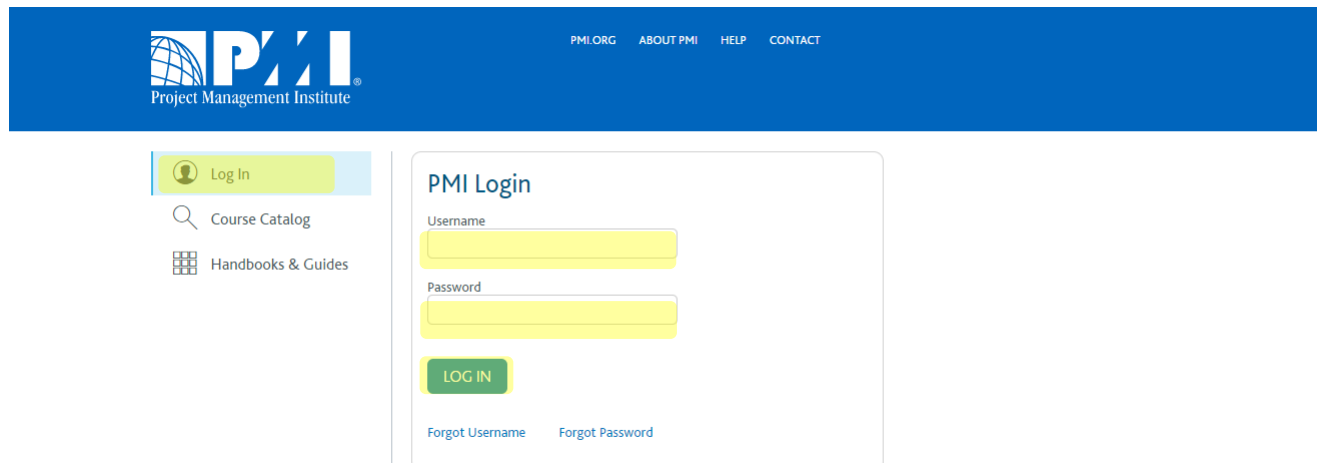 PMI®
Project Management Institute
PMI.ORG ABOUT PMI HELP CONTACT
Log In
Course Catalog
Handbooks & Guides
PMI Login
Username
Password
LOG IN
Forgot Username Forgot Password